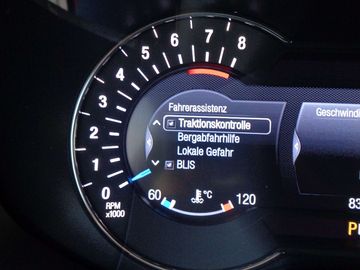 8
7
6
5
4
3
2
1
0
RPM
x1000
Fahrerassistenz
Traktionskontrolle
Bergabfahrhilfe
Lokale Gefahr
BLIS
60 °C 120
Geschwindi
83
P